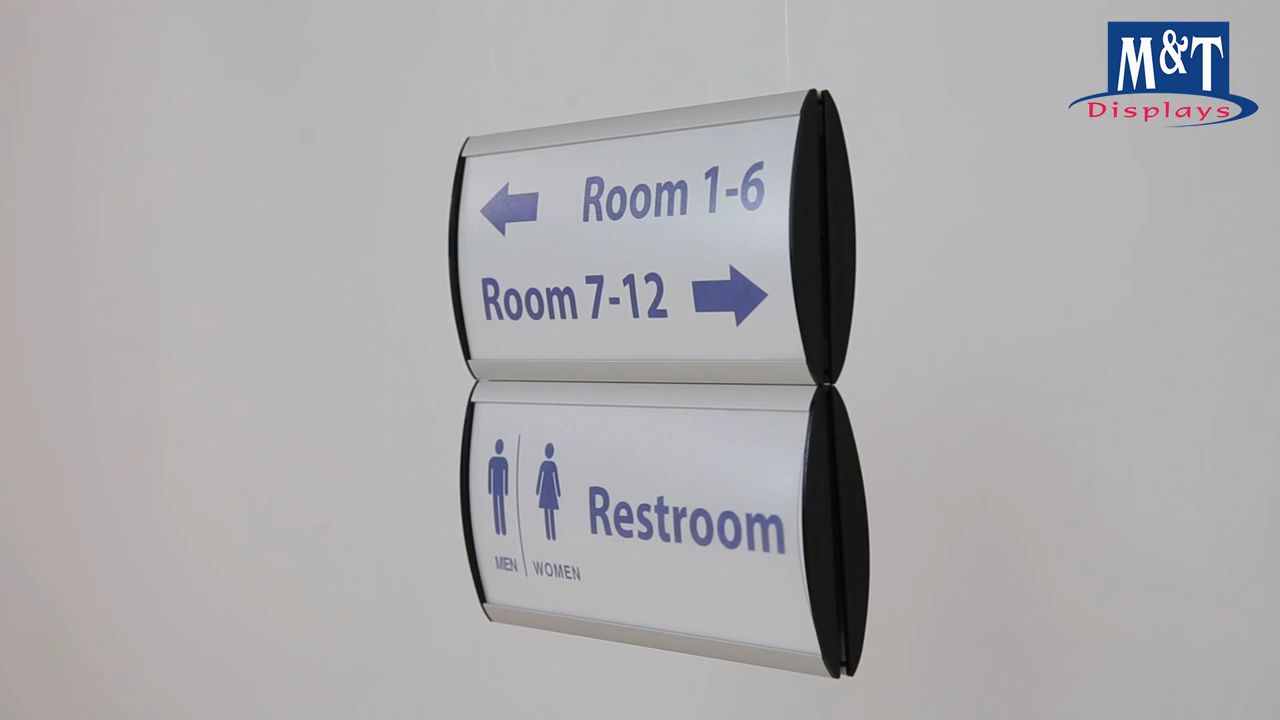 M&T
Displays
Room 1-6
Room 7-12
Restroom
MEN
WOMEN